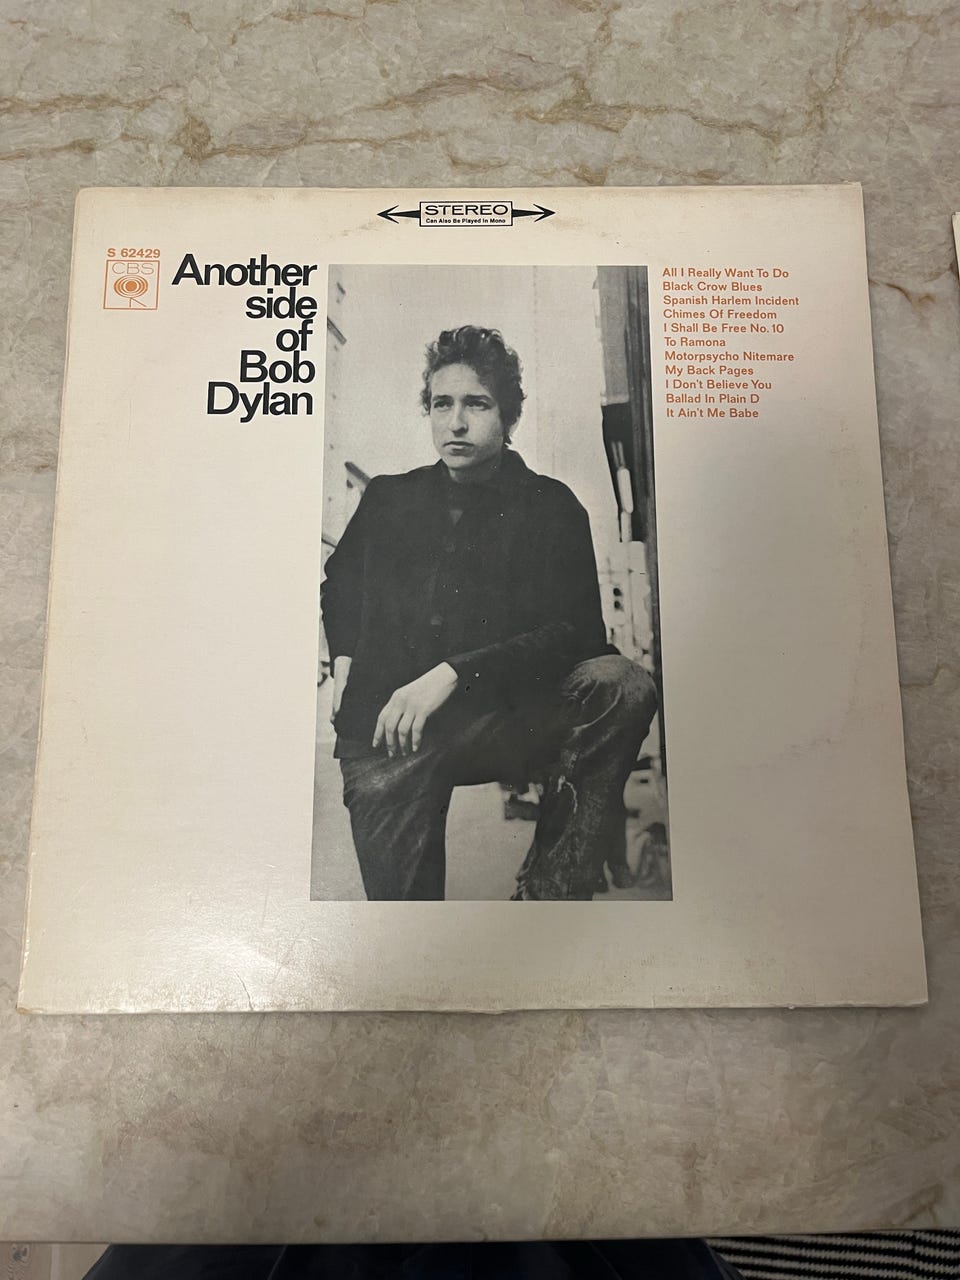 STEREO
Can Also Be Played In Mono
S 62429
CBS
Another
side
of
Bob
Dylan
All I Really Want To Do
Black Crow Blues
Spanish Harlem Incident
Chimes Of Freedom
I Shall Be Free No. 10
To Ramona
Motorpsycho Nitemare
My Back Pages
I Don't Believe You
Ballad In Plain D
It Ain't Me Babe